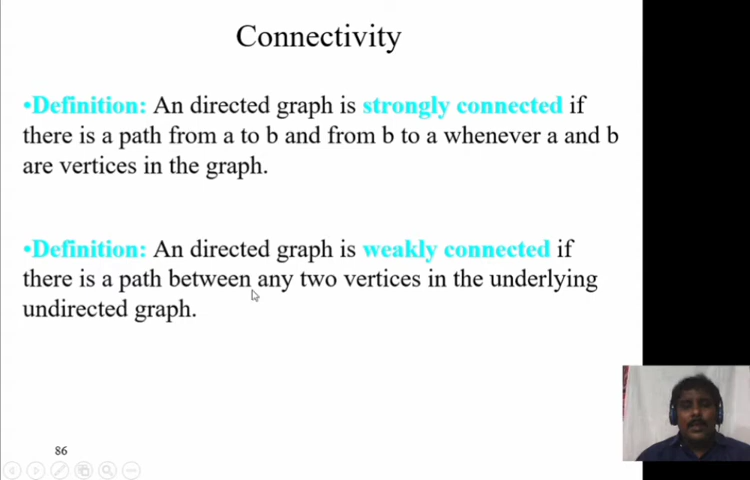 Connectivity
•Definition: An directed graph is strongly connected if
there is a path from a to b and from b to a whenever a and b
are vertices in the graph.
•Definition: An directed graph is weakly connected if
there is a path between any two vertices in the underlying
undirected graph.
86